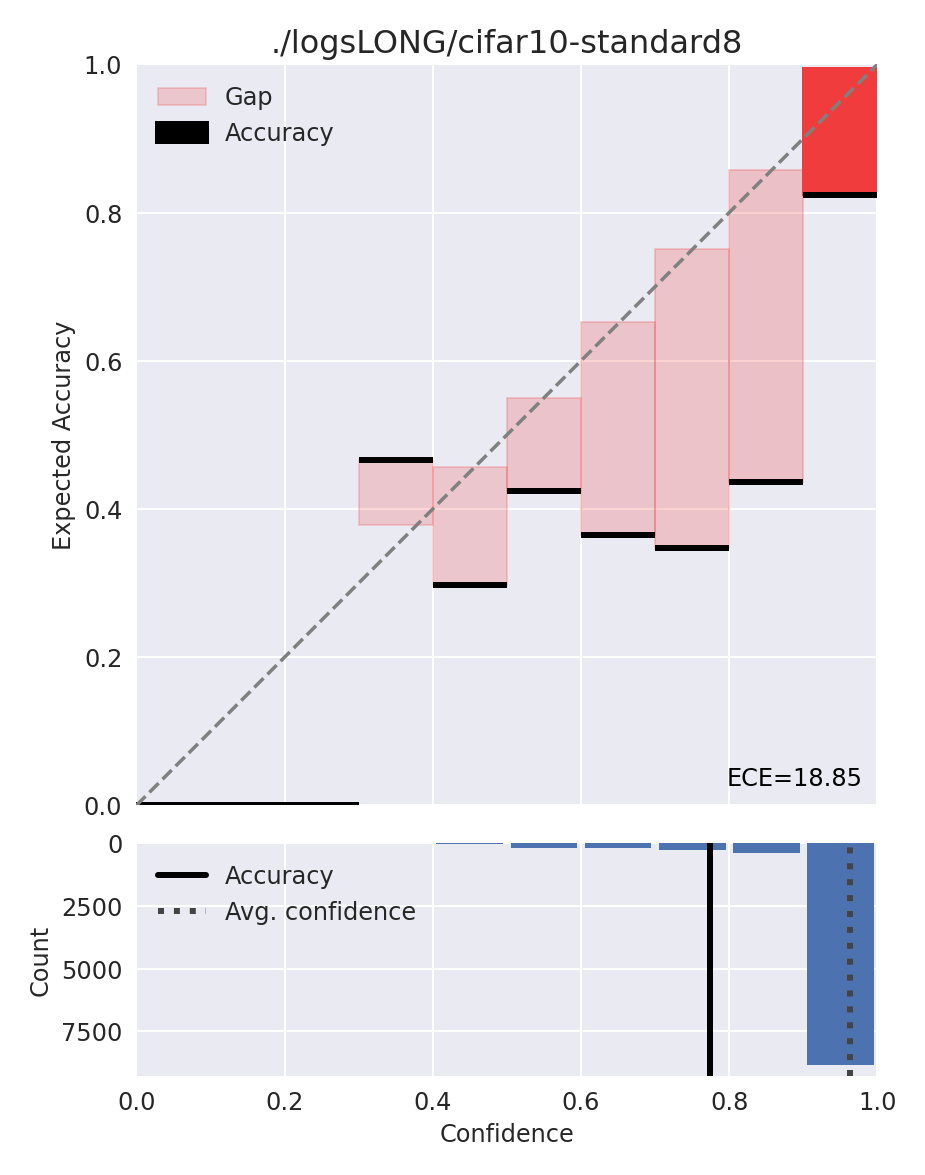 ./logsLONG/cifar10-standard8
1.0
Gap
Accuracy
0.8
0.6
Expected Accuracy
0.4
0.2
ECE=18.85
0.0
0
Accuracy
2500
Avg. confidence
Count
5000
7500
0.0 0.2 0.4 0.6 0.8 1.0
Confidence